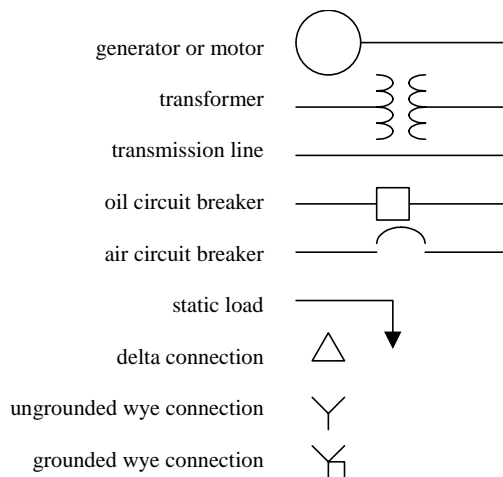 generator or motor
transformer
transmission line
oil circuit breaker
air circuit breaker
static load
delta connection
ungrounded wye connection
grounded wye connection